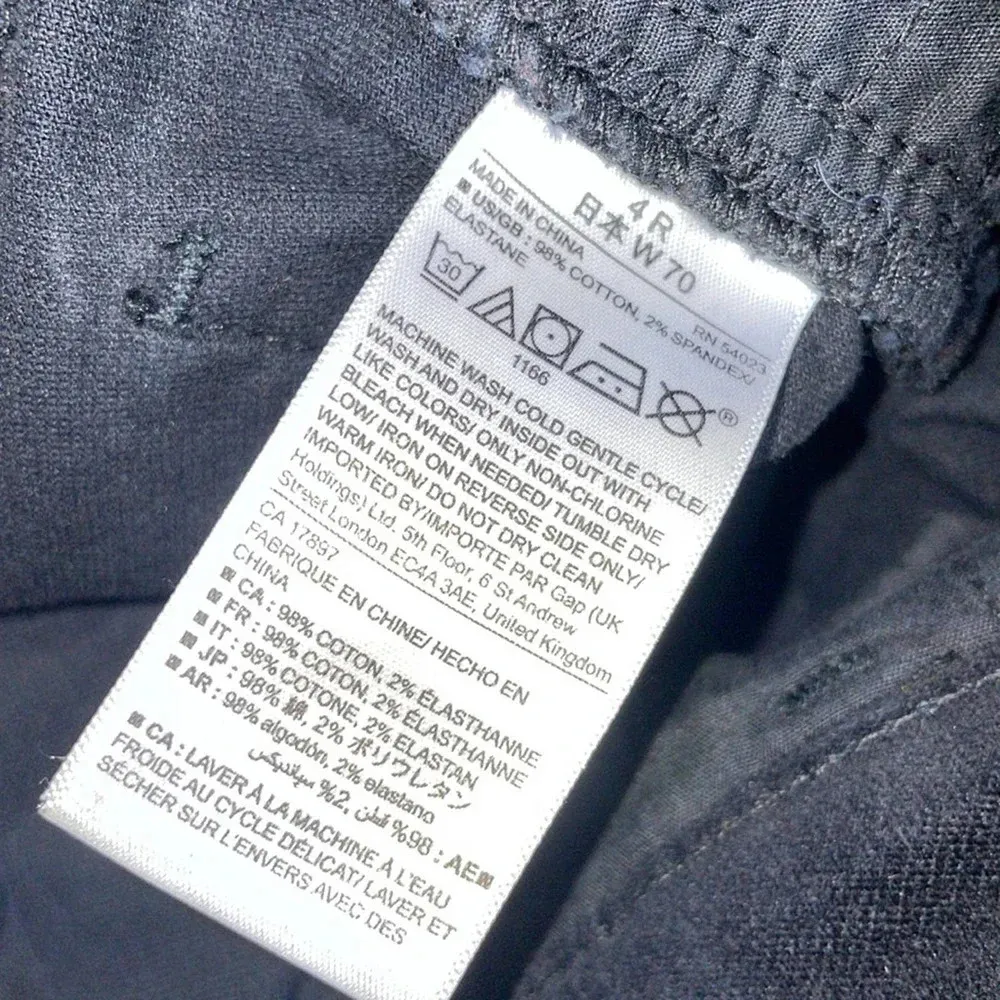 4 R
日本 W 70
MADE IN CHINA RN 54023
US/GB : 98% COTTON, 2% SPANDEX/
ELASTANE
30
1166
®
MACHINE WASH COLD GENTLE CYCLE/
WASH AND DRY INSIDE OUT WITH
LIKE COLORS/ ONLY NON-CHLORINE
BLEACH WHEN NEEDED/ TUMBLE DRY
LOW/ IRON ON REVERSE SIDE ONLY/
WARM IRON/ DO NOT DRY CLEAN
IMPORTED BY/IMPORTE PAR Gap (UK
Holdings) Ltd. 5th Floor, 6 St Andrew
Street London EC4A 3AE, United Kingdom
CA 17897
FABRIQUE EN CHINE/ HECHO EN
CHINA
CA : 98% COTON, 2% ÉLASTHANNE
FR : 98% COTON, 2% ÉLASTHANNE
IT : 98% COTONE, 2% ELASTAN
JP : 98% 綿, 2% ポリウレタン
AR : 98% algodón, 2% elastano
AE : 98% قطن, 2% سباندكس
CA : LAVER À LA MACHINE À L'EAU
FROIDE AU CYCLE DÉLICAT/ LAVER ET
SÉCHER SUR L'ENVERS AVEC DES